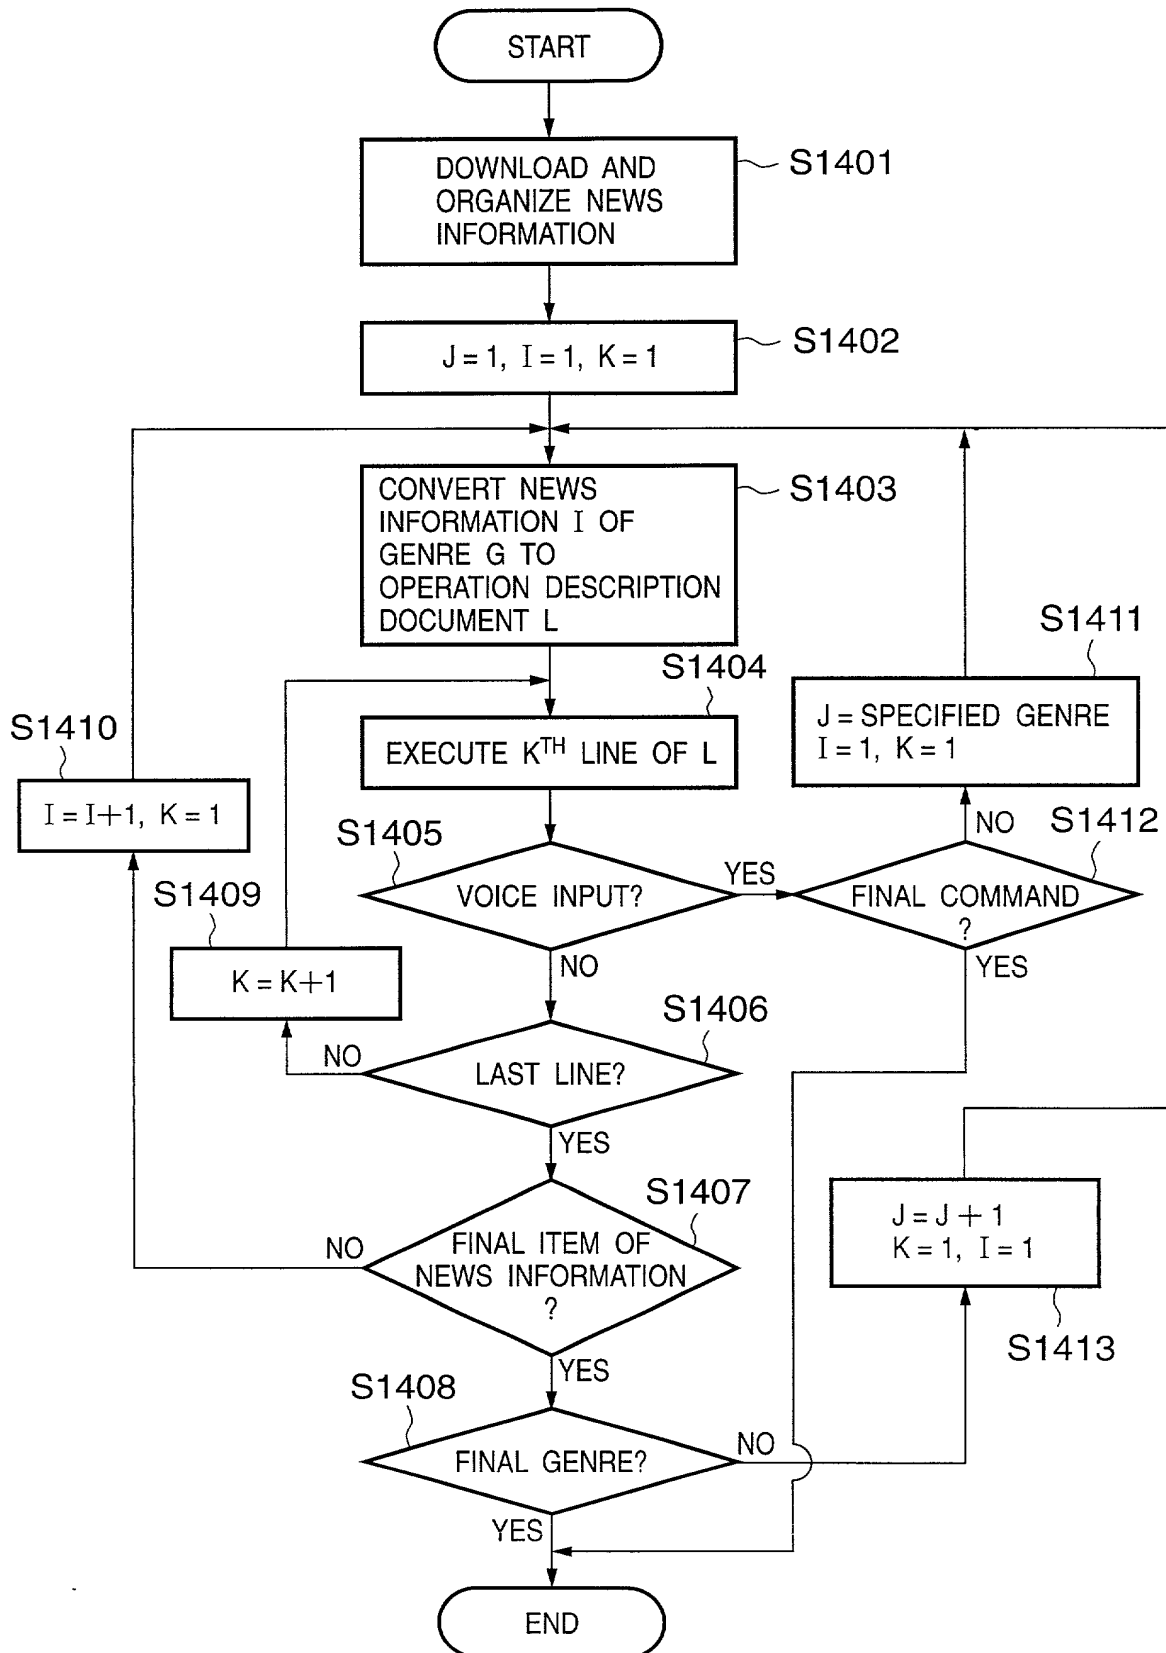 START
DOWNLOAD AND
ORGANIZE NEWS
INFORMATION
S1401
J = 1, I = 1, K = 1
S1402
CONVERT NEWS
INFORMATION I OF
GENRE G TO
OPERATION DESCRIPTION
DOCUMENT L
S1403
S1404
EXECUTE K^TH LINE OF L
S1411
J = SPECIFIED GENRE
I = 1, K = 1
S1410
I = I+1, K = 1
NO
S1412
S1405
VOICE INPUT?
YES
FINAL COMMAND
?
YES
S1409
K = K+1
NO
S1406
NO
LAST LINE?
YES
S1407
NO
FINAL ITEM OF
NEWS INFORMATION
?
J = J + 1
K = 1, I = 1
S1413
YES
S1408
FINAL GENRE?
NO
YES
END